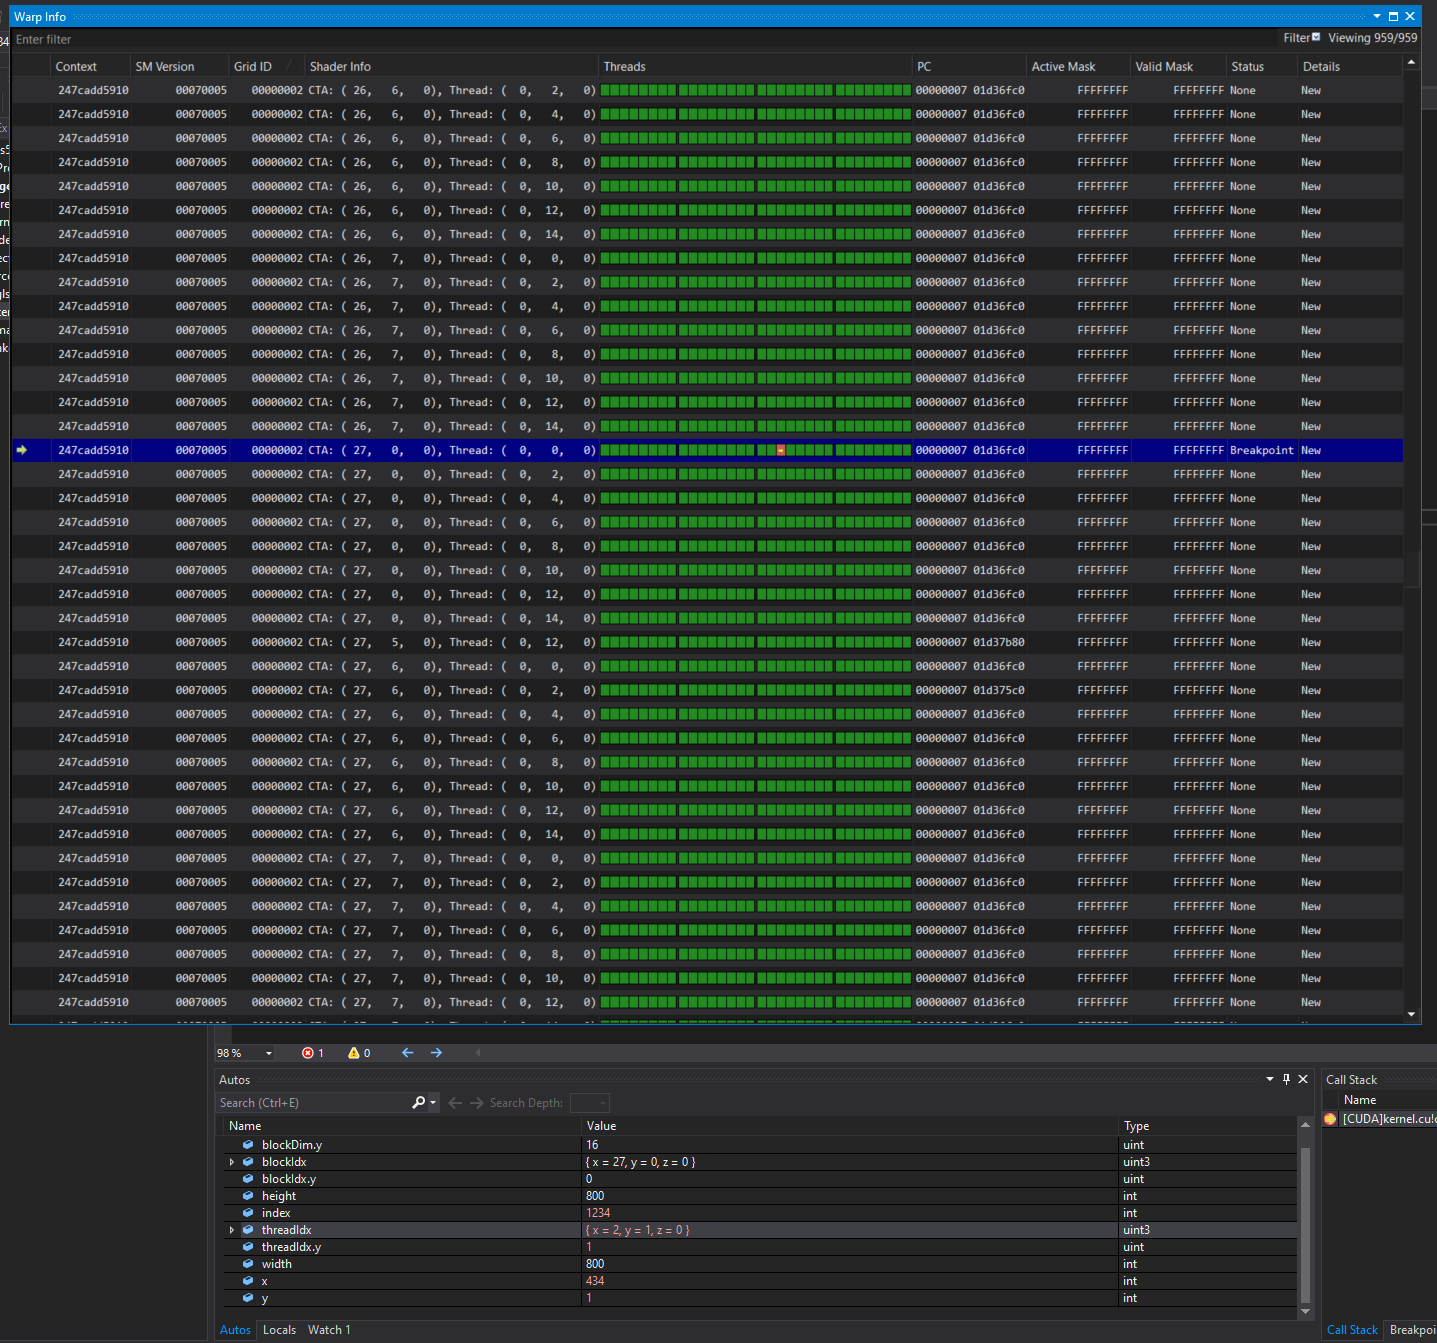 Warp Info
Enter filter Filter Viewing 959/959
Context SM Version Grid ID Shader Info Threads PC Active Mask Valid Mask Status Details
247cadd5910 00070005 00000002 CTA: ( 26, 6, 0), Thread: ( 0, 2, 0) 00000007 01d36fc0 FFFFFFFF FFFFFFFF None New
247cadd5910 00070005 00000002 CTA: ( 26, 6, 0), Thread: ( 0, 4, 0) 00000007 01d36fc0 FFFFFFFF FFFFFFFF None New
247cadd5910 00070005 00000002 CTA: ( 26, 6, 0), Thread: ( 0, 6, 0) 00000007 01d36fc0 FFFFFFFF FFFFFFFF None New
247cadd5910 00070005 00000002 CTA: ( 26, 6, 0), Thread: ( 0, 8, 0) 00000007 01d36fc0 FFFFFFFF FFFFFFFF None New
247cadd5910 00070005 00000002 CTA: ( 26, 6, 0), Thread: ( 0, 10, 0) 00000007 01d36fc0 FFFFFFFF FFFFFFFF None New
247cadd5910 00070005 00000002 CTA: ( 26, 6, 0), Thread: ( 0, 12, 0) 00000007 01d36fc0 FFFFFFFF FFFFFFFF None New
247cadd5910 00070005 00000002 CTA: ( 26, 6, 0), Thread: ( 0, 14, 0) 00000007 01d36fc0 FFFFFFFF FFFFFFFF None New
247cadd5910 00070005 00000002 CTA: ( 26, 7, 0), Thread: ( 0, 0, 0) 00000007 01d36fc0 FFFFFFFF FFFFFFFF None New
247cadd5910 00070005 00000002 CTA: ( 26, 7, 0), Thread: ( 0, 2, 0) 00000007 01d36fc0 FFFFFFFF FFFFFFFF None New
247cadd5910 00070005 00000002 CTA: ( 26, 7, 0), Thread: ( 0, 4, 0) 00000007 01d36fc0 FFFFFFFF FFFFFFFF None New
247cadd5910 00070005 00000002 CTA: ( 26, 7, 0), Thread: ( 0, 6, 0) 00000007 01d36fc0 FFFFFFFF FFFFFFFF None New
247cadd5910 00070005 00000002 CTA: ( 26, 7, 0), Thread: ( 0, 8, 0) 00000007 01d36fc0 FFFFFFFF FFFFFFFF None New
247cadd5910 00070005 00000002 CTA: ( 26, 7, 0), Thread: ( 0, 10, 0) 00000007 01d36fc0 FFFFFFFF FFFFFFFF None New
247cadd5910 00070005 00000002 CTA: ( 26, 7, 0), Thread: ( 0, 12, 0) 00000007 01d36fc0 FFFFFFFF FFFFFFFF None New
247cadd5910 00070005 00000002 CTA: ( 26, 7, 0), Thread: ( 0, 14, 0) 00000007 01d36fc0 FFFFFFFF FFFFFFFF None New
247cadd5910 00070005 00000002 CTA: ( 27, 0, 0), Thread: ( 0, 0, 0) 00000007 01d36fc0 FFFFFFFF FFFFFFFF Breakpoint New
247cadd5910 00070005 00000002 CTA: ( 27, 0, 0), Thread: ( 0, 2, 0) 00000007 01d36fc0 FFFFFFFF FFFFFFFF None New
247cadd5910 00070005 00000002 CTA: ( 27, 0, 0), Thread: ( 0, 4, 0) 00000007 01d36fc0 FFFFFFFF FFFFFFFF None New
247cadd5910 00070005 00000002 CTA: ( 27, 0, 0), Thread: ( 0, 6, 0) 00000007 01d36fc0 FFFFFFFF FFFFFFFF None New
247cadd5910 00070005 00000002 CTA: ( 27, 0, 0), Thread: ( 0, 8, 0) 00000007 01d36fc0 FFFFFFFF FFFFFFFF None New
247cadd5910 00070005 00000002 CTA: ( 27, 0, 0), Thread: ( 0, 10, 0) 00000007 01d36fc0 FFFFFFFF FFFFFFFF None New
247cadd5910 00070005 00000002 CTA: ( 27, 0, 0), Thread: ( 0, 12, 0) 00000007 01d36fc0 FFFFFFFF FFFFFFFF None New
247cadd5910 00070005 00000002 CTA: ( 27, 0, 0), Thread: ( 0, 14, 0) 00000007 01d36fc0 FFFFFFFF FFFFFFFF None New
247cadd5910 00070005 00000002 CTA: ( 27, 5, 0), Thread: ( 0, 12, 0) 00000007 01d37b80 FFFFFFFF FFFFFFFF None New
247cadd5910 00070005 00000002 CTA: ( 27, 6, 0), Thread: ( 0, 0, 0) 00000007 01d36fc0 FFFFFFFF FFFFFFFF None New
247cadd5910 00070005 00000002 CTA: ( 27, 6, 0), Thread: ( 0, 2, 0) 00000007 01d375c0 FFFFFFFF FFFFFFFF None New
247cadd5910 00070005 00000002 CTA: ( 27, 6, 0), Thread: ( 0, 4, 0) 00000007 01d36fc0 FFFFFFFF FFFFFFFF None New
247cadd5910 00070005 00000002 CTA: ( 27, 6, 0), Thread: ( 0, 6, 0) 00000007 01d36fc0 FFFFFFFF FFFFFFFF None New
247cadd5910 00070005 00000002 CTA: ( 27, 6, 0), Thread: ( 0, 8, 0) 00000007 01d36fc0 FFFFFFFF FFFFFFFF None New
247cadd5910 00070005 00000002 CTA: ( 27, 6, 0), Thread: ( 0, 10, 0) 00000007 01d36fc0 FFFFFFFF FFFFFFFF None New
247cadd5910 00070005 00000002 CTA: ( 27, 6, 0), Thread: ( 0, 12, 0) 00000007 01d36fc0 FFFFFFFF FFFFFFFF None New
247cadd5910 00070005 00000002 CTA: ( 27, 6, 0), Thread: ( 0, 14, 0) 00000007 01d36fc0 FFFFFFFF FFFFFFFF None New
247cadd5910 00070005 00000002 CTA: ( 27, 7, 0), Thread: ( 0, 0, 0) 00000007 01d36fc0 FFFFFFFF FFFFFFFF None New
247cadd5910 00070005 00000002 CTA: ( 27, 7, 0), Thread: ( 0, 2, 0) 00000007 01d36fc0 FFFFFFFF FFFFFFFF None New
247cadd5910 00070005 00000002 CTA: ( 27, 7, 0), Thread: ( 0, 4, 0) 00000007 01d36fc0 FFFFFFFF FFFFFFFF None New
247cadd5910 00070005 00000002 CTA: ( 27, 7, 0), Thread: ( 0, 6, 0) 00000007 01d36fc0 FFFFFFFF FFFFFFFF None New
247cadd5910 00070005 00000002 CTA: ( 27, 7, 0), Thread: ( 0, 8, 0) 00000007 01d36fc0 FFFFFFFF FFFFFFFF None New
247cadd5910 00070005 00000002 CTA: ( 27, 7, 0), Thread: ( 0, 10, 0) 00000007 01d36fc0 FFFFFFFF FFFFFFFF None New
247cadd5910 00070005 00000002 CTA: ( 27, 7, 0), Thread: ( 0, 12, 0) 00000007 01d36fc0 FFFFFFFF FFFFFFFF None New
98 % 1 0
Autos
Search (Ctrl+E) Search Depth:
Name Value Type
blockDim.y 16 uint
blockIdx { x = 27, y = 0, z = 0 } uint3
blockIdx.y 0 uint
height 800 int
index 1234 int
threadIdx { x = 2, y = 1, z = 0 } uint3
threadIdx.y 1 uint
width 800 int
x 434 int
y 1 int
Autos Locals Watch 1
Call Stack
Name
[CUDA]kernel.cu!
Call Stack Breakpoi